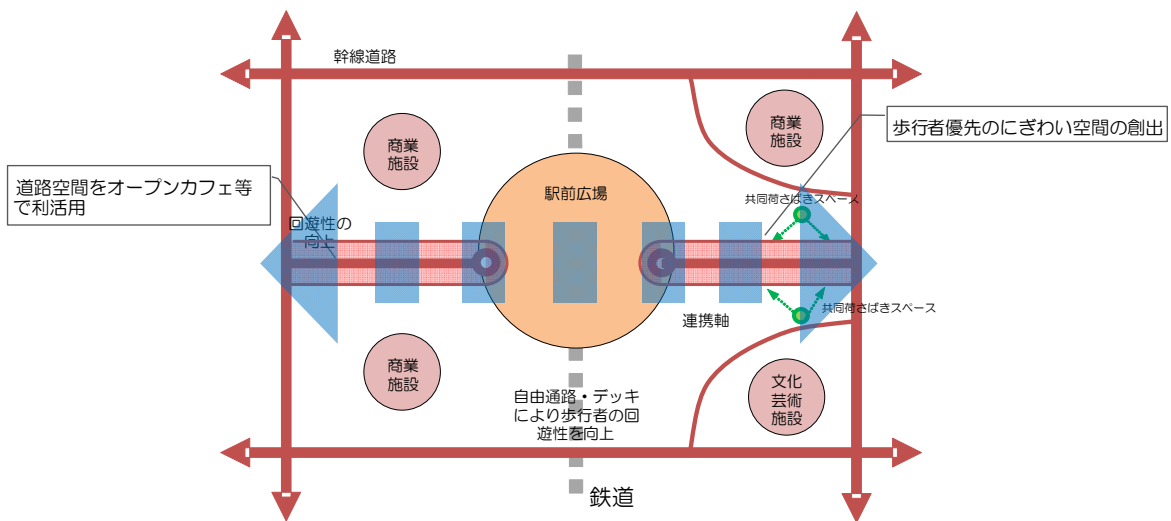 幹線道路
商業
施設
商業
施設
歩行者優先のにぎわい空間の創出
道路空間をオープンカフェ等
で利活用
駅前広場
共同荷さばきスペース
回遊性の
向上
共同荷さばきスペース
連携軸
商業
施設
文化
芸術
施設
自由通路・デッキ
により歩行者の回
遊性を向上
鉄道